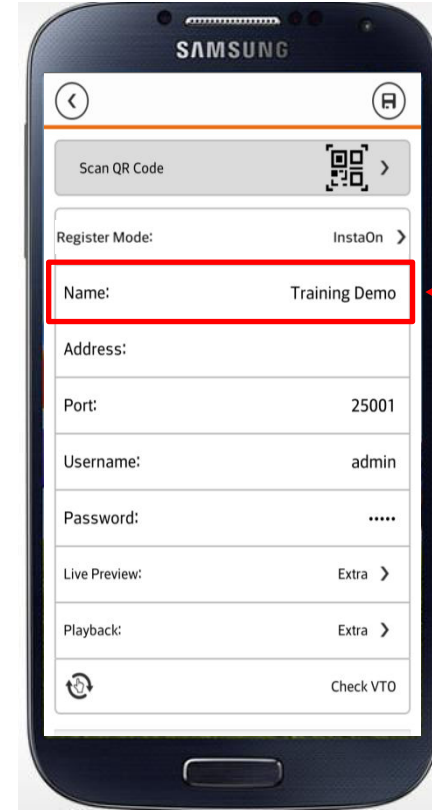 SAMSUNG
Scan QR Code
Register Mode: InstaOn
Name: Training Demo
Address:
Port: 25001
Username: admin
Password: •••••
Live Preview: Extra
Playback: Extra
Check VTO